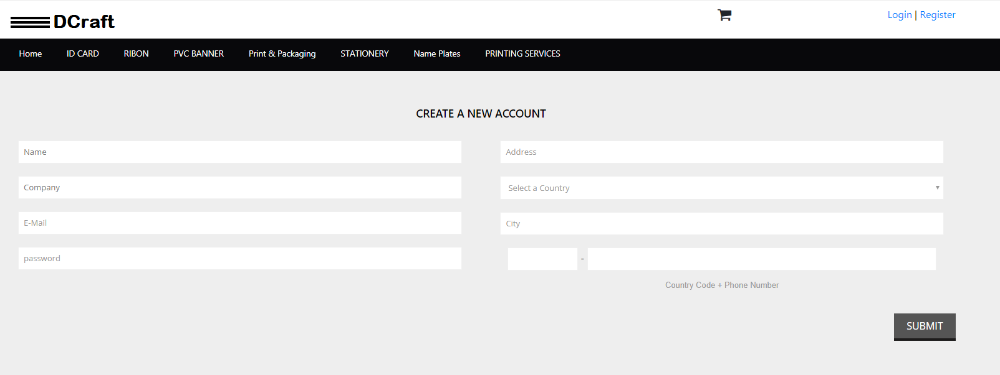 DCraft
Login | Register
Home ID CARD RIBON PVC BANNER Print & Packaging STATIONERY Name Plates PRINTING SERVICES
CREATE A NEW ACCOUNT
Name
Address
Company
Select a Country
E-Mail
City
password
-
Country Code + Phone Number
SUBMIT